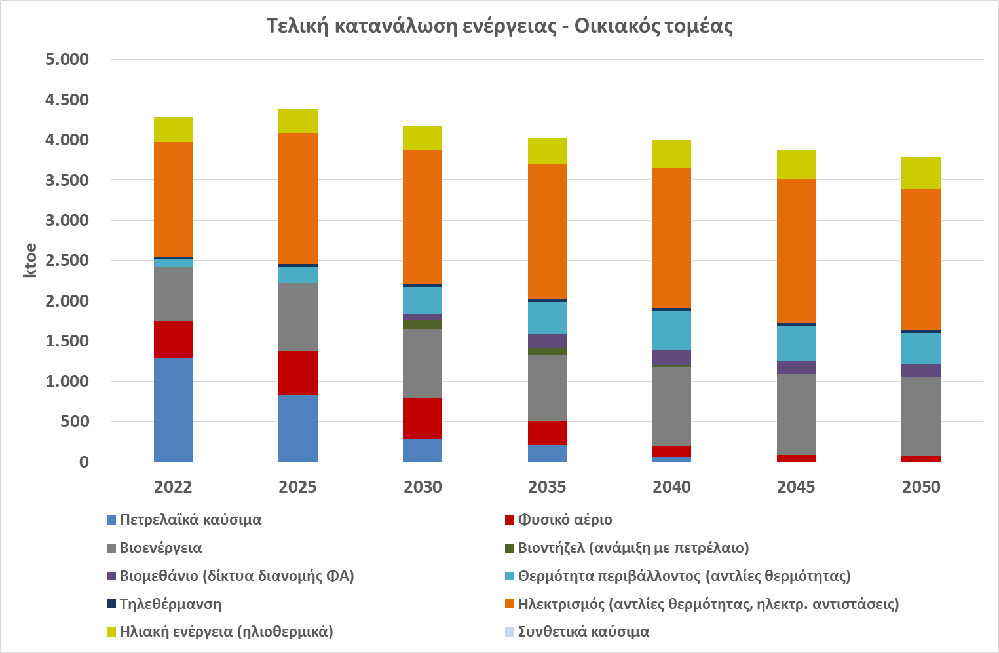 Τελική κατανάλωση ενέργειας - Οικιακός τομέας
5.000
4.500
4.000
3.500
3.000
2.500
2.000
1.500
1.000
500
0
ktoe
2022 2025 2030 2035 2040 2045 2050
Πετρελαϊκά καύσιμα Φυσικό αέριο
Βιοενέργεια Βιοντήζελ (ανάμιξη με πετρέλαιο)
Βιομεθάνιο (δίκτυα διανομής ΦΑ) Θερμότητα περιβάλλοντος (αντλίες θερμότητας)
Τηλεθέρμανση Ηλεκτρισμός (αντλίες θερμότητας, ηλεκτρ. αντιστάσεις)
Ηλιακή ενέργεια (ηλιοθερμικά) Συνθετικά καύσιμα